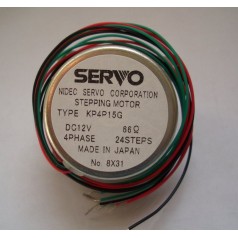 SERVO
NIDEC SERVO CORPORATION
STEPPING MOTOR
TYPE KP4P15G
DC12V 66Ω
4PHASE 24STEPS
MADE IN JAPAN
No 8X31